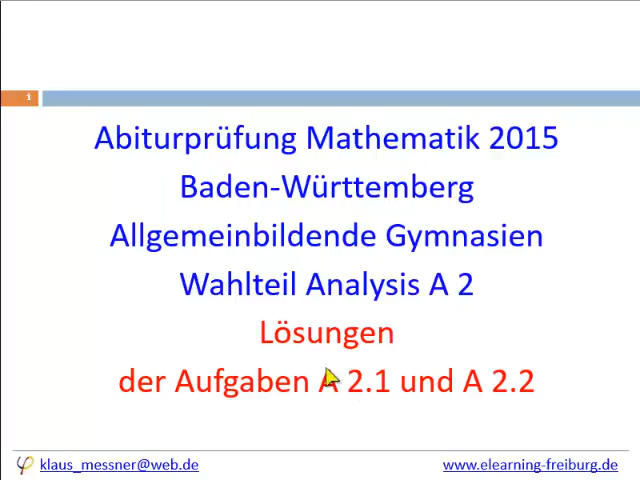 1
Abiturprüfung Mathematik 2015
Baden-Württemberg
Allgemeinbildende Gymnasien
Wahlteil Analysis A 2
Lösungen
der Aufgaben A 2.1 und A 2.2
klaus_messner@web.de
www.elearning-freiburg.de